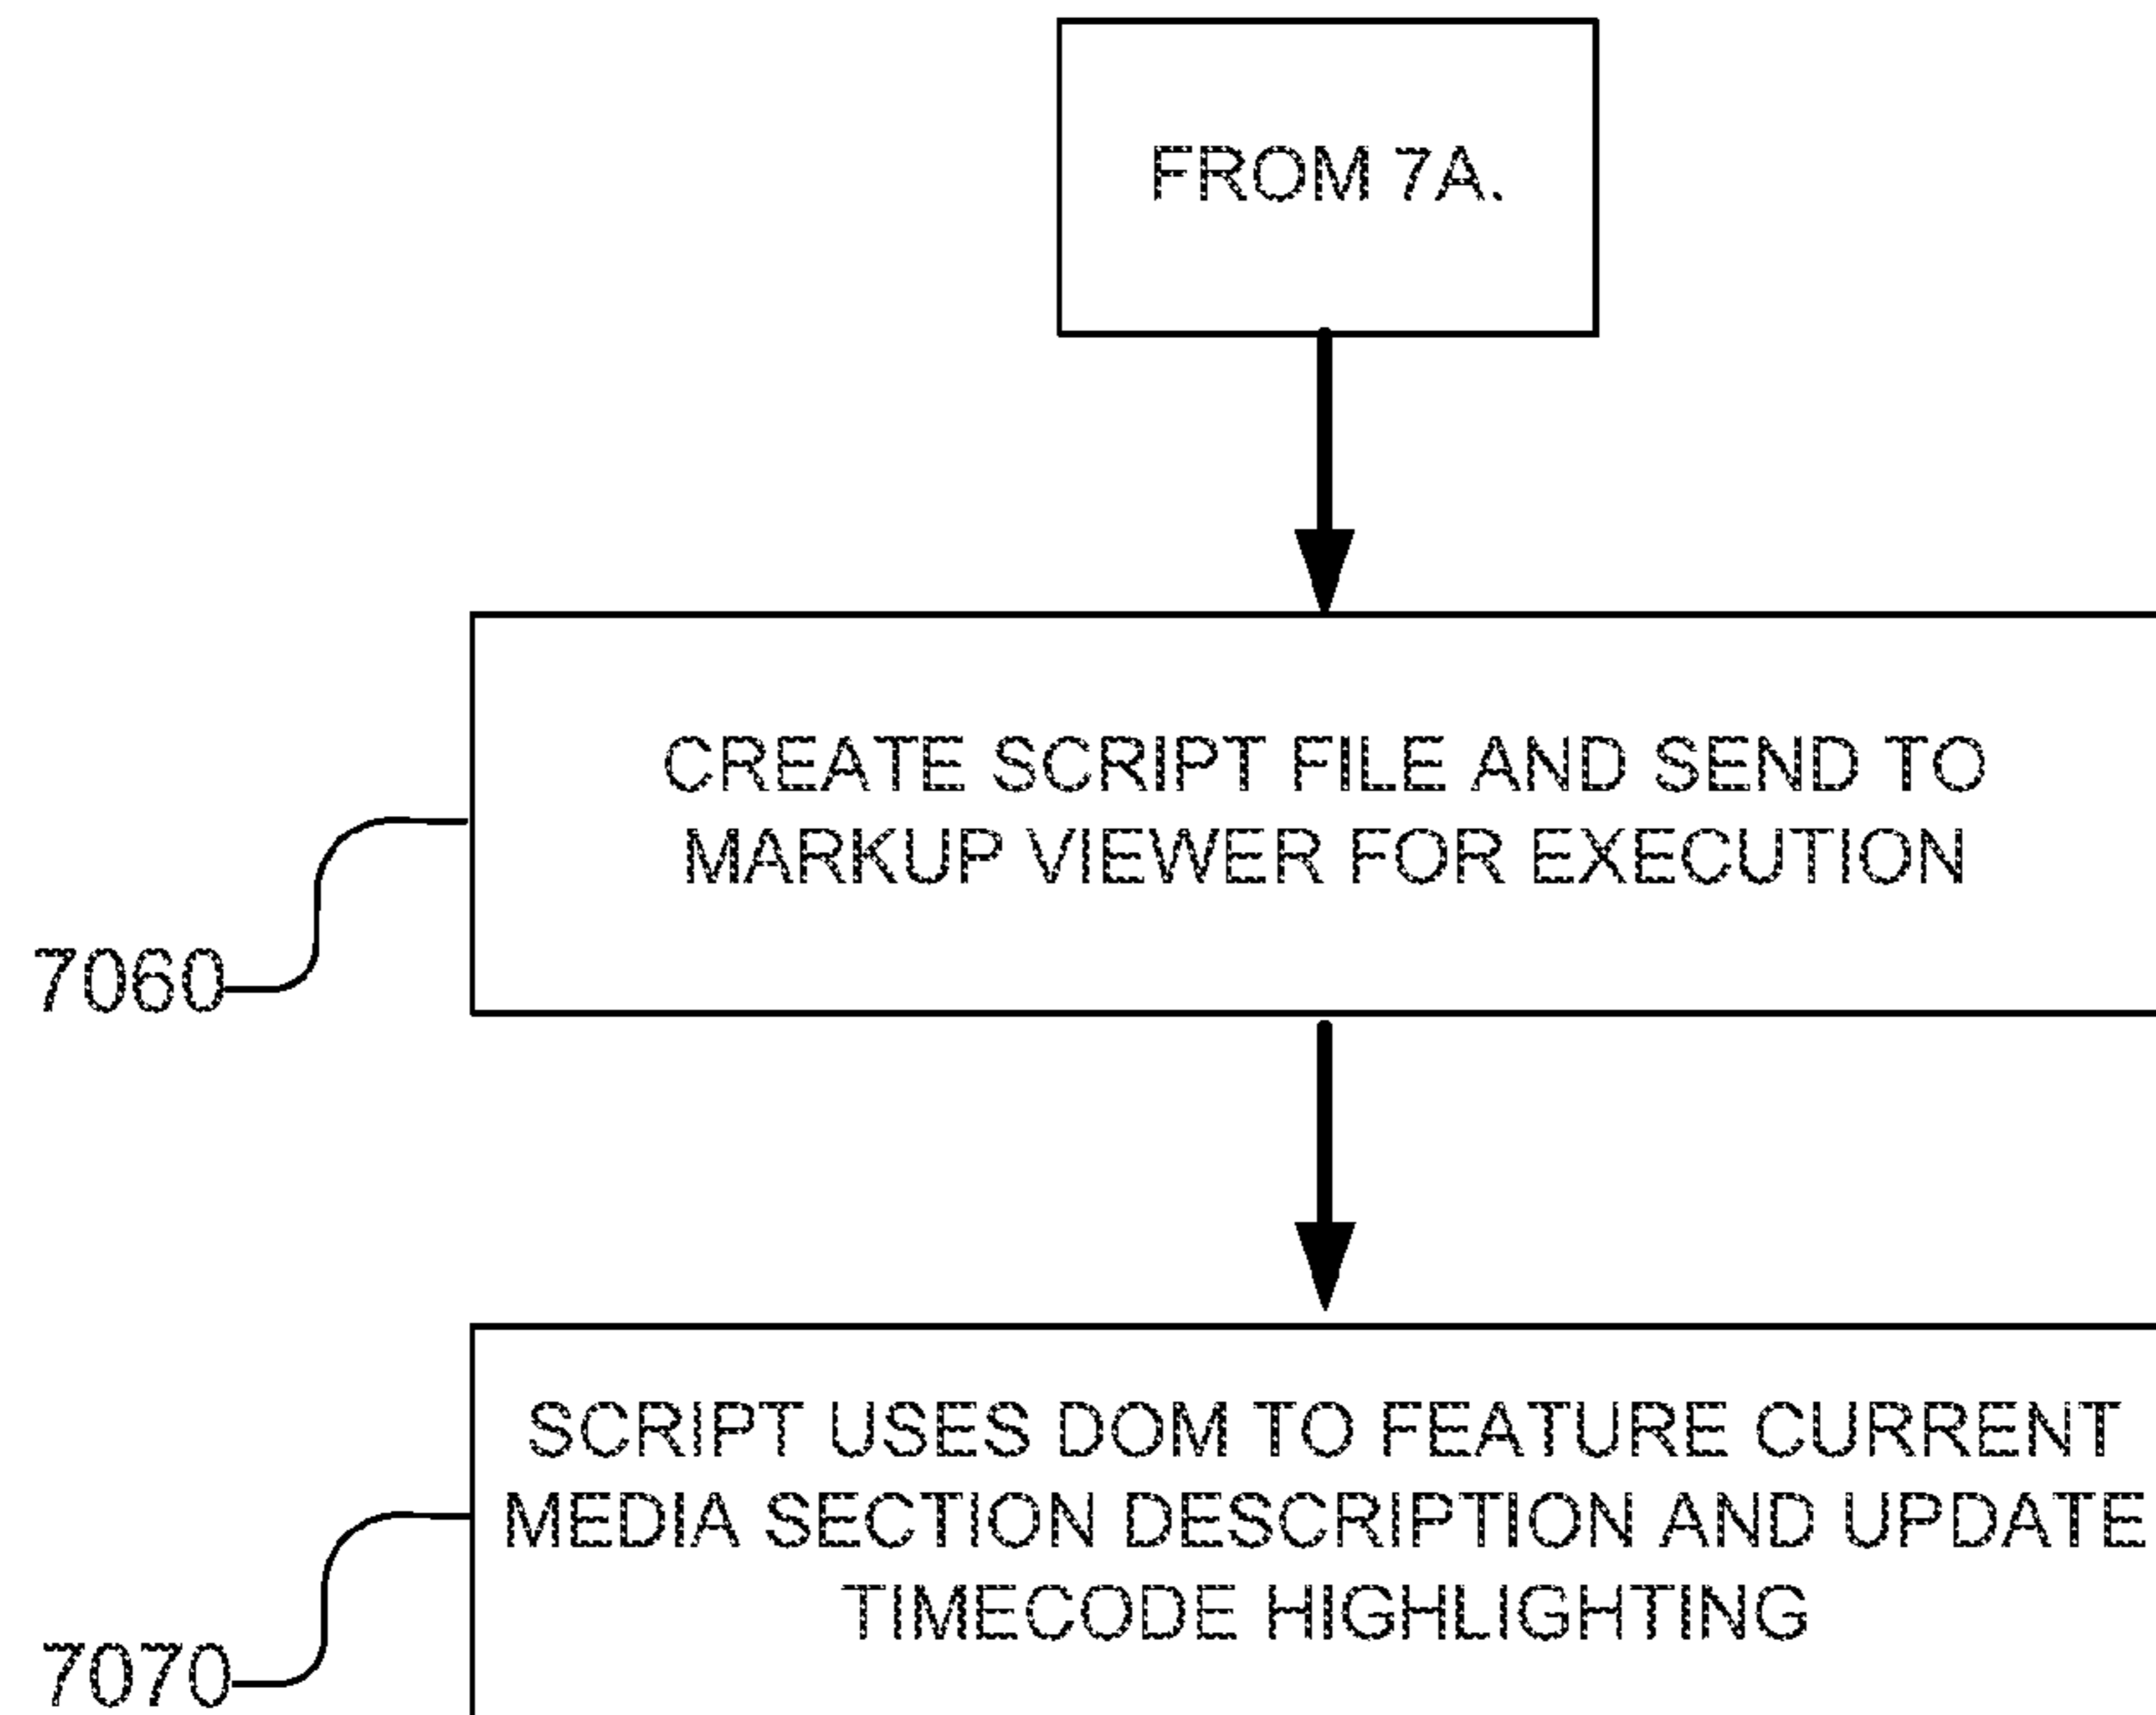 FROM 7A.
CREATE SCRIPT FILE AND SEND TO
MARKUP VIEWER FOR EXECUTION
7060
SCRIPT USES DOM TO FEATURE CURRENT
MEDIA SECTION DESCRIPTION AND UPDATE
TIMECODE HIGHLIGHTING
7070